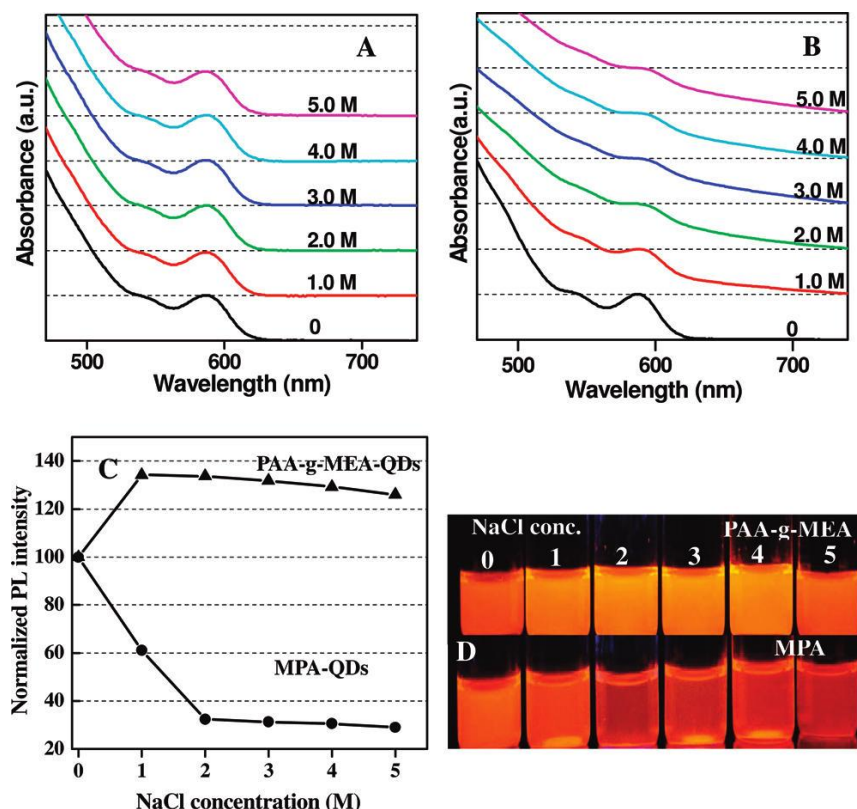 A
Absorbance (a.u.)
5.0 M
4.0 M
3.0 M
2.0 M
1.0 M
0
500 600 700
Wavelength (nm)
B
Absorbance(a.u.)
5.0 M
4.0 M
3.0 M
2.0 M
1.0 M
0
500 600 700
Wavelength (nm)
C
Normalized PL intensity
140
120
100
80
60
40
20
PAA-g-MEA-QDs
MPA-QDs
0 1 2 3 4 5
NaCl concentration (M)
NaCl conc. PAA-g-MEA
0 1 2 3 4 5
D MPA